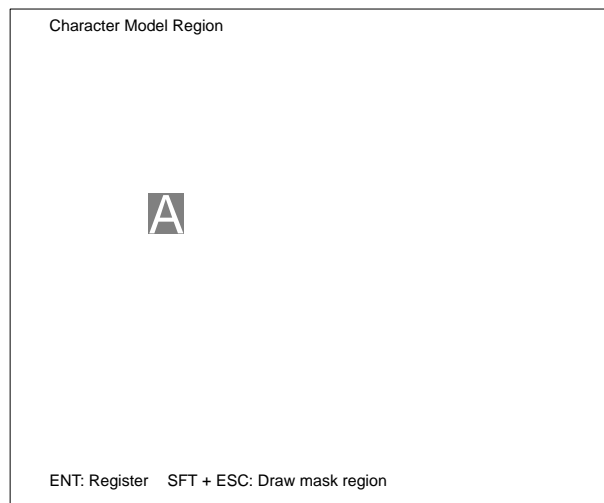 Character Model Region
A
ENT: Register SFT + ESC: Draw mask region